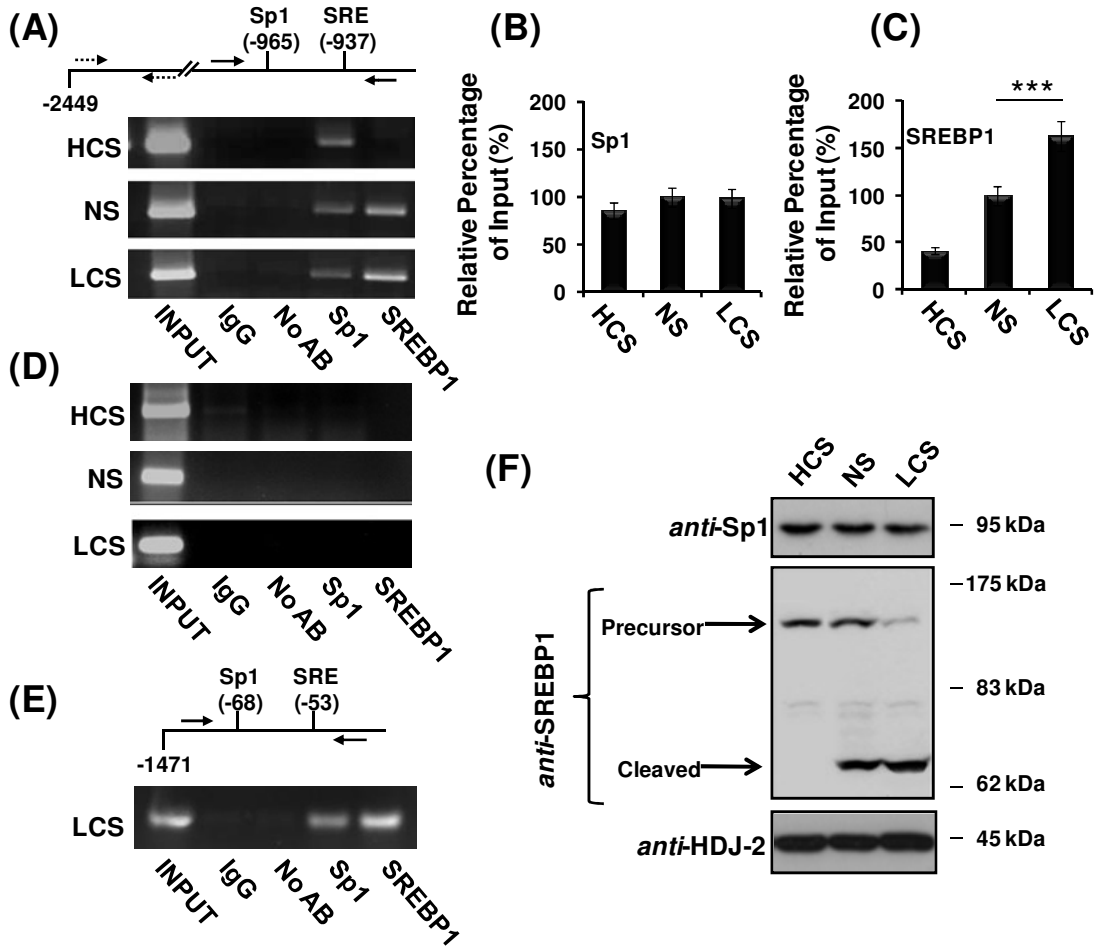 (A)
Sp1 SRE
(-965) (-937)
-2449
HCS
NS
LCS
INPUT IgG No AB Sp1 SREBP1
(B)
Relative Percentage
of Input (%)
200
150
100
50
0
Sp1
HCS NS LCS
(C)
Relative Percentage
of Input (%)
200
150
100
50
0
SREBP1
***
HCS NS LCS
(D)
HCS
NS
LCS
INPUT IgG No AB Sp1 SREBP1
(E)
Sp1 SRE
(-68) (-53)
-1471
LCS
INPUT IgG No AB Sp1 SREBP1
(F)
HCS NS LCS
anti-Sp1
95 kDa
anti-SREBP1
175 kDa
Precursor
83 kDa
Cleaved
62 kDa
anti-HDJ-2
45 kDa